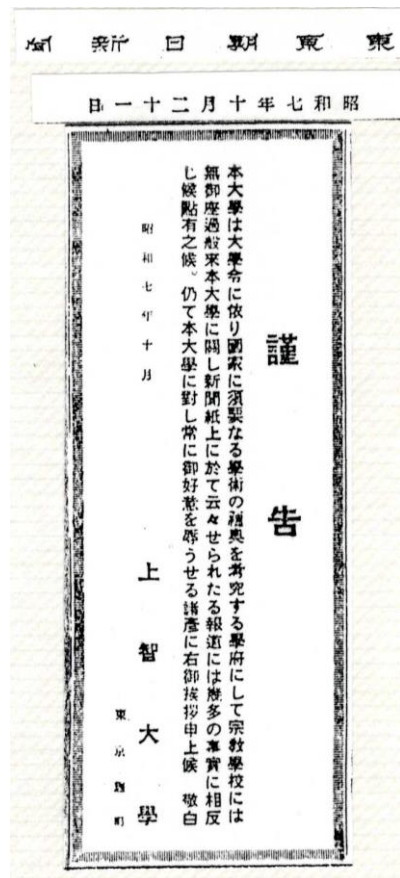 聞新日朝京東
日一十二月十年七和昭
謹告
本大學は大學令に依り國家に須要なる學術の蘊奥を攷究する學府にして宗敎學校には
無御座過般來本大學に關し新聞紙上に於て云々せられたる報道には幾多の事實に相反
じ候點有之候。仍て本大學に對し常に御好意を辱うせる諸彥に右御挨拶申上候 敬白
昭和七年十月
上智大學
東京麴町